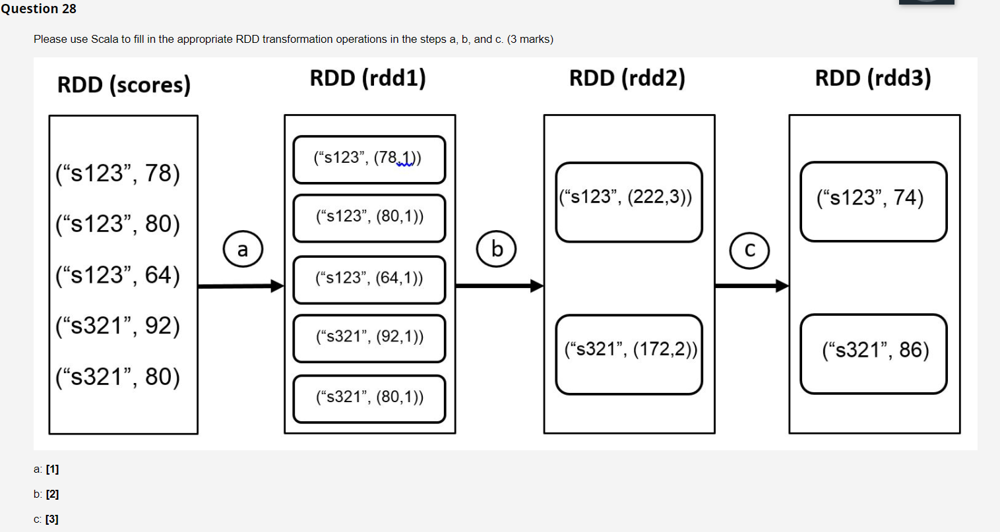 Question 28
Please use Scala to fill in the appropriate RDD transformation operations in the steps a, b, and c. (3 marks)
RDD (scores)
RDD (rdd1)
RDD (rdd2)
RDD (rdd3)
(“s123”, 78)
(“s123”, 80)
(“s123”, 64)
(“s321”, 92)
(“s321”, 80)
a
(“s123”, (78,1))
(“s123”, (80,1))
(“s123”, (64,1))
(“s321”, (92,1))
(“s321”, (80,1))
b
(“s123”, (222,3))
(“s321”, (172,2))
c
(“s123”, 74)
(“s321”, 86)
a: [1]
b: [2]
c: [3]